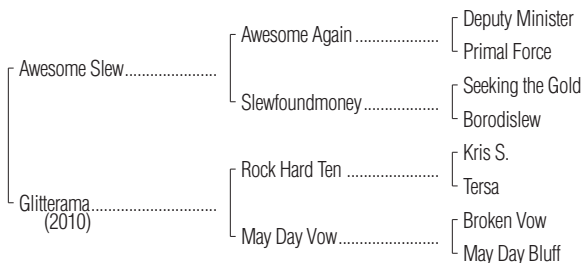 Deputy Minister
Awesome Again ....................
Primal Force
Awesome Slew......................
Seeking the Gold
Slewfoundmoney..................
Borodislew
Kris S.
Rock Hard Ten ......................
Tersa
Glitterama..............................
(2010)
Broken Vow
May Day Vow........................
May Day Bluff